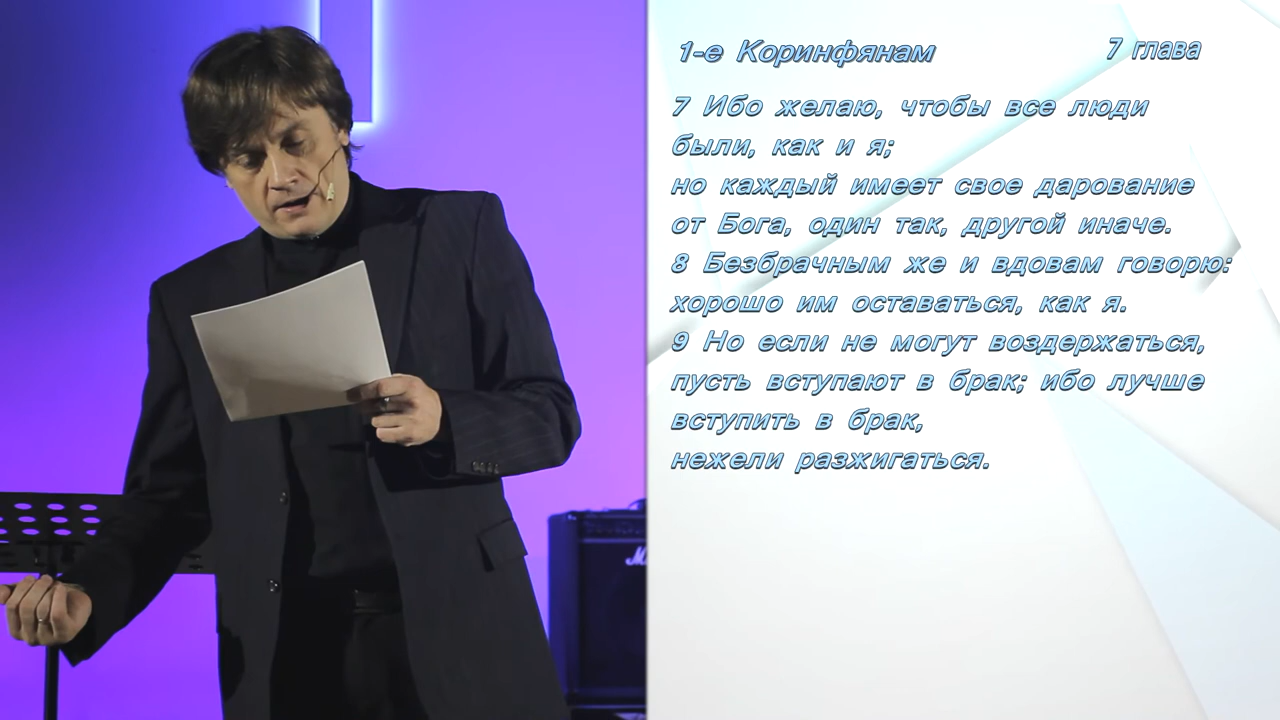 1-е Коринфянам 7 глава
7 Ибо желаю, чтобы все люди
были, как и я;
но каждый имеет свое дарование
от Бога, один так, другой иначе.
8 Безбрачным же и вдовам говорю:
хорошо им оставаться, как я.
9 Но если не могут воздержаться,
пусть вступают в брак; ибо лучше
вступить в брак,
нежели разжигаться.